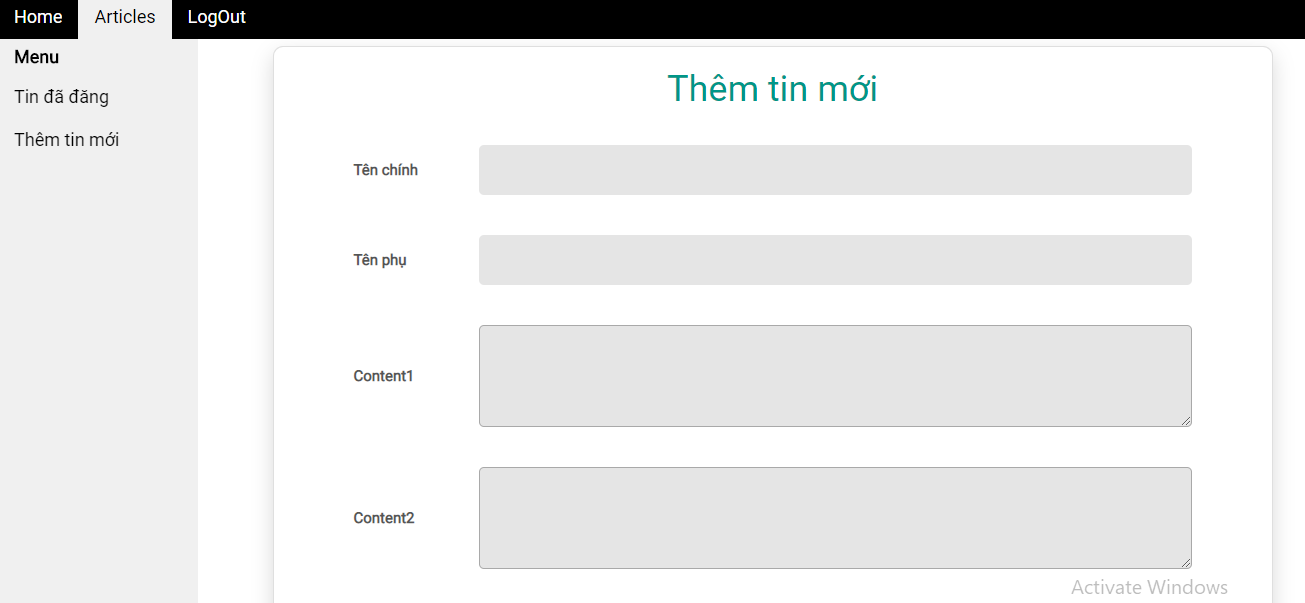 Home Articles LogOut
Menu
Tin đã đăng
Thêm tin mới
Thêm tin mới
Tên chính
Tên phụ
Content1
Content2
Activate Windows